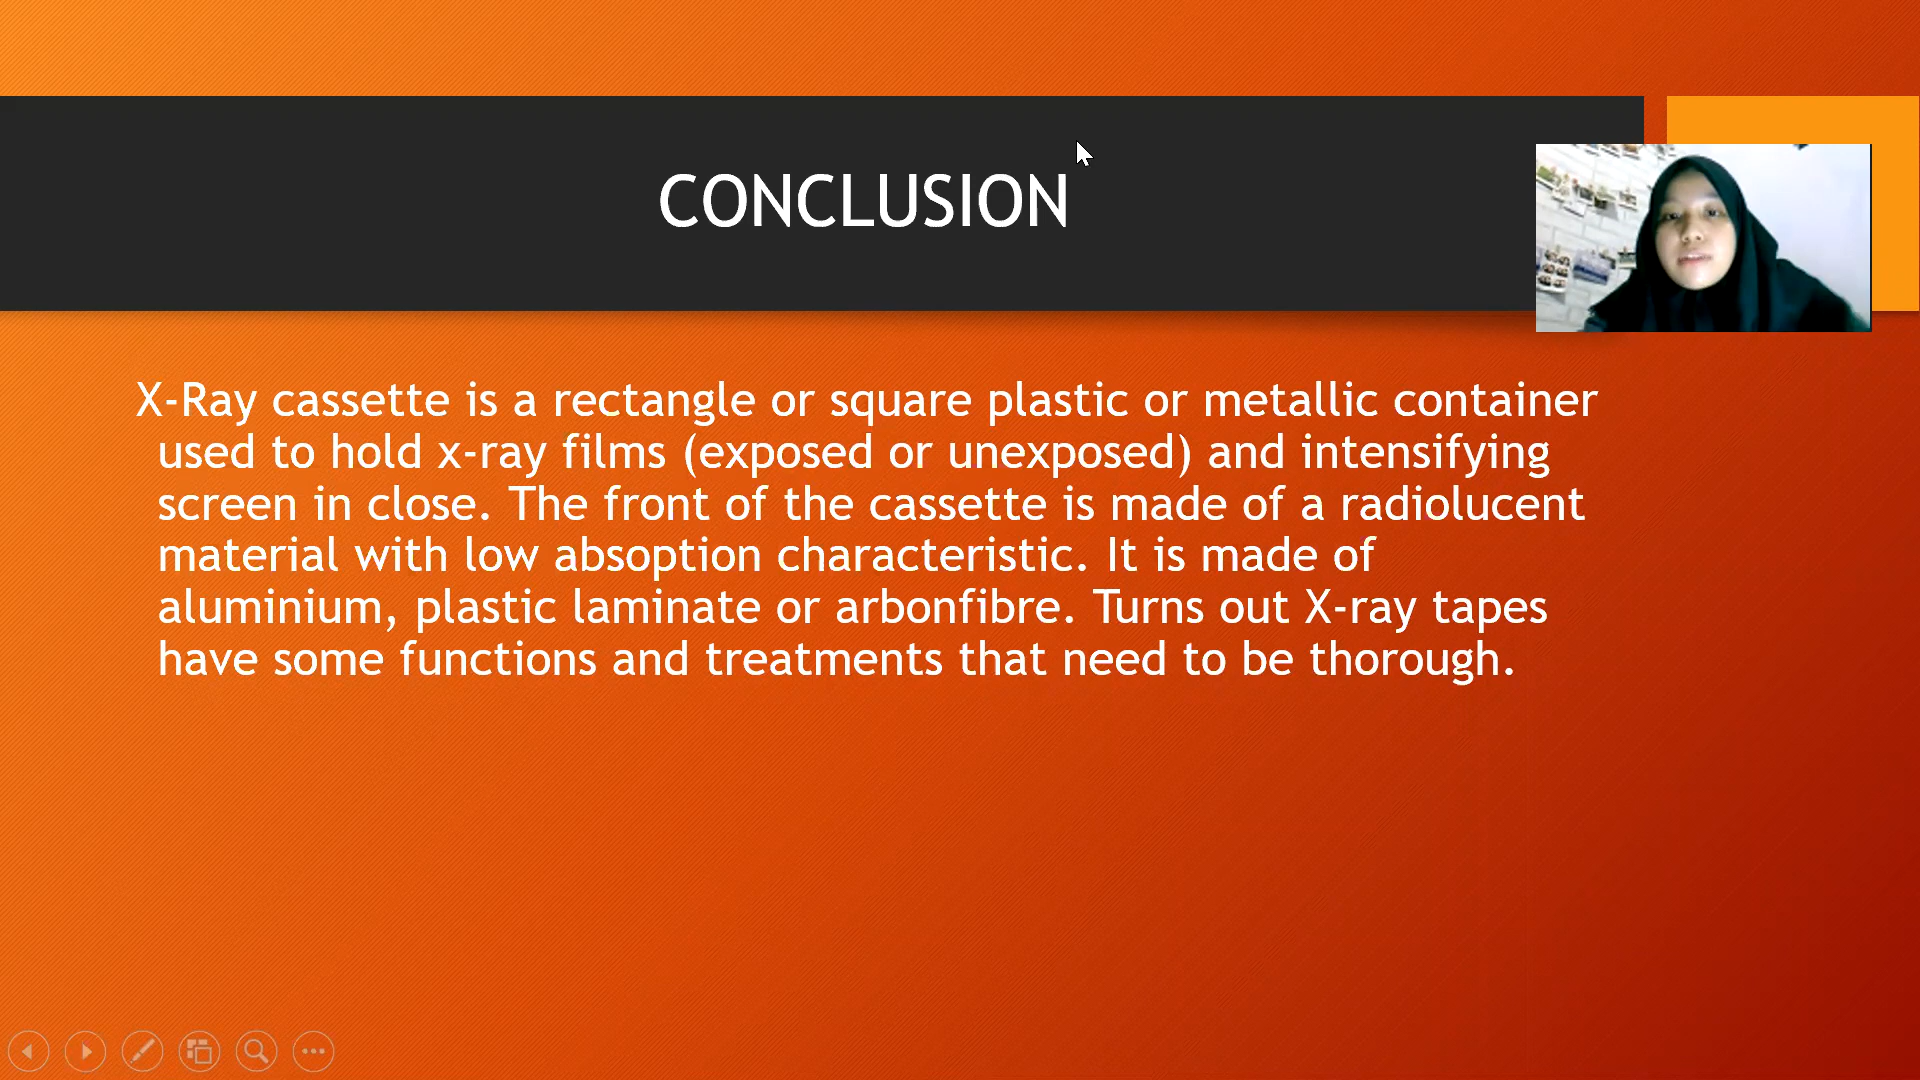 CONCLUSION
X-Ray cassette is a rectangle or square plastic or metallic container
used to hold x-ray films (exposed or unexposed) and intensifying
screen in close. The front of the cassette is made of a radiolucent
material with low absoption characteristic. It is made of
aluminium, plastic laminate or arbonfibre. Turns out X-ray tapes
have some functions and treatments that need to be thorough.